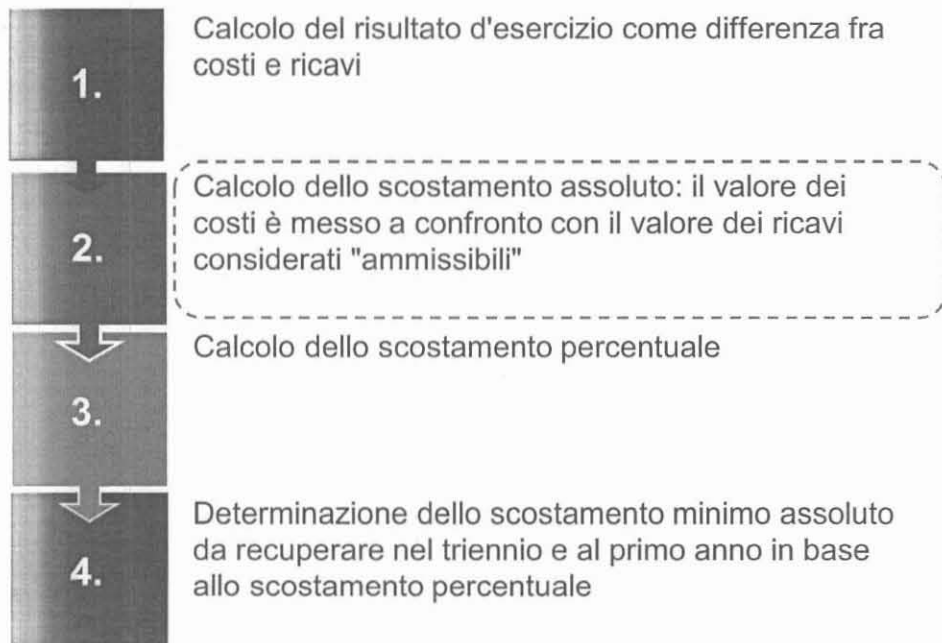 1.
Calcolo del risultato d'esercizio come differenza fra
costi e ricavi
2.
Calcolo dello scostamento assoluto: il valore dei
costi è messo a confronto con il valore dei ricavi
considerati "ammissibili"
3.
Calcolo dello scostamento percentuale
4.
Determinazione dello scostamento minimo assoluto
da recuperare nel triennio e al primo anno in base
allo scostamento percentuale